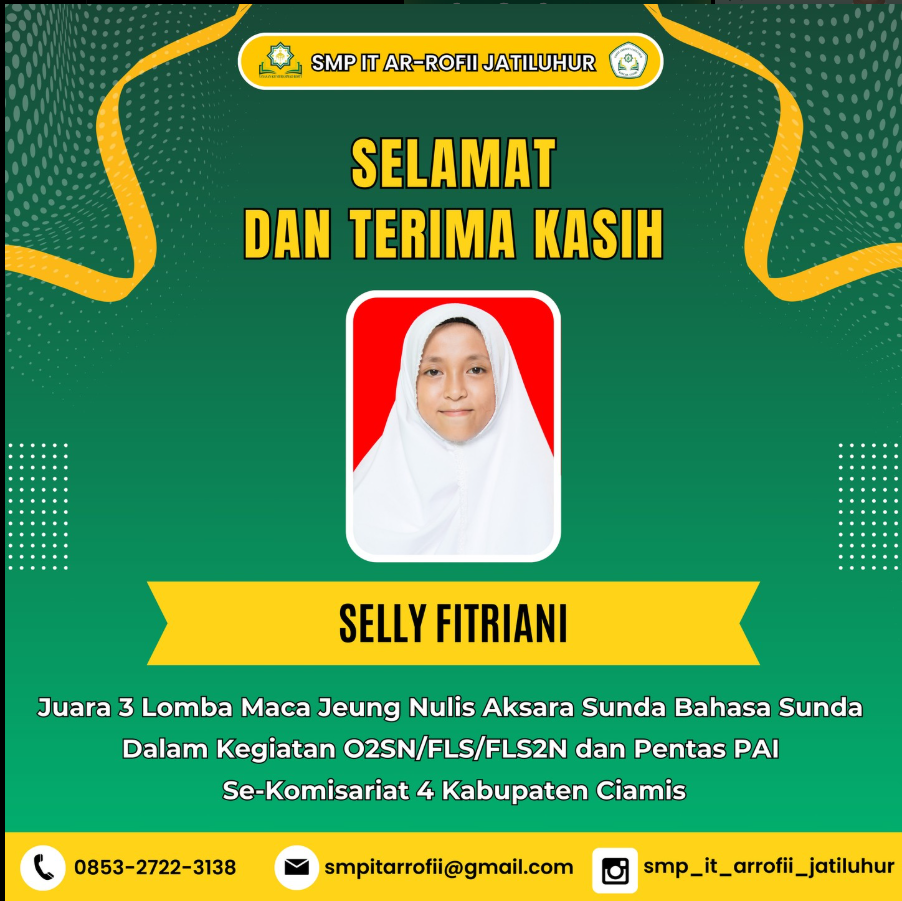 SMP IT AR-ROFII JATILUHUR
SELAMAT
DAN TERIMA KASIH
SELLY FITRIANI
Juara 3 Lomba Maca Jeung Nulis Aksara Sunda Bahasa Sunda
Dalam Kegiatan O2SN/FLS/FLS2N dan Pentas PAI
Se-Komisariat 4 Kabupaten Ciamis
0853-2722-3138
smpitarrofii@gmail.com
smp_it_arrofii_jatiluhur